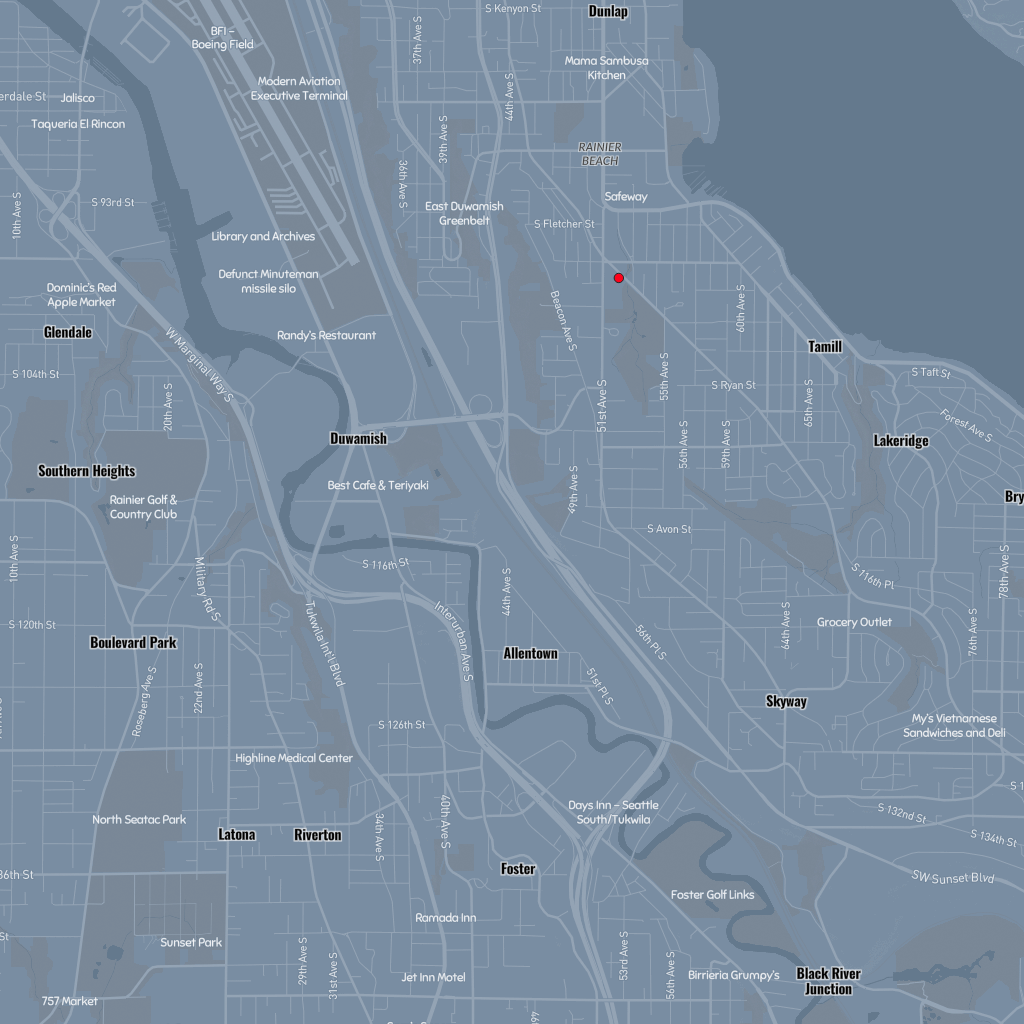 S Kenyon St
Dunlap
37th Ave S
BFI –
Boeing Field
Mama Sambusa
Kitchen
Modern Aviation
Executive Terminal
44th Ave S
erdale St
Jalisco
Taqueria El Rincon
39th Ave S
RAINIER
BEACH
36th Ave S
S 93rd St
10th Ave S
East Duwamish
Greenbelt
Safeway
S Fletcher St
Library and Archives
Defunct Minuteman
missile silo
Dominic's Red
Apple Market
Beacon Ave S
60th Ave S
Glendale
Randy's Restaurant
W Marginal Way S
Tamill
S 104th St
S Taft St
55th Ave S
S Ryan St
20th Ave S
51st Ave S
65th Ave S
Forest Ave S
Duwamish
56th Ave S
59th Ave S
Lakeridge
Southern Heights
Best Cafe & Teriyaki
49th Ave S
Bry
Rainier Golf &
Country Club
S Avon St
10th Ave S
S 116th St
Military Rd S
44th Ave S
S 116th Pl
78th Ave S
S 120th St
Boulevard Park
Tukwila Int'l Blvd
Interurban Ave S
56th Pl S
64th Ave S
Grocery Outlet
76th Ave S
Allentown
Roseberg Ave S
22nd Ave S
51st Pl S
Skyway
S 126th St
My's Vietnamese
Sandwiches and Deli
Highline Medical Center
S 1
North Seatac Park
Latona
Riverton
34th Ave S
40th Ave S
Days Inn – Seattle
South/Tukwila
S 132nd St
S 134th St
36th St
Foster
SW Sunset Blvd
Foster Golf Links
Ramada Inn
St
Sunset Park
29th Ave S
31st Ave S
Jet Inn Motel
53rd Ave S
56th Ave S
Birrieria Grumpy's
Black River
Junction
757 Market